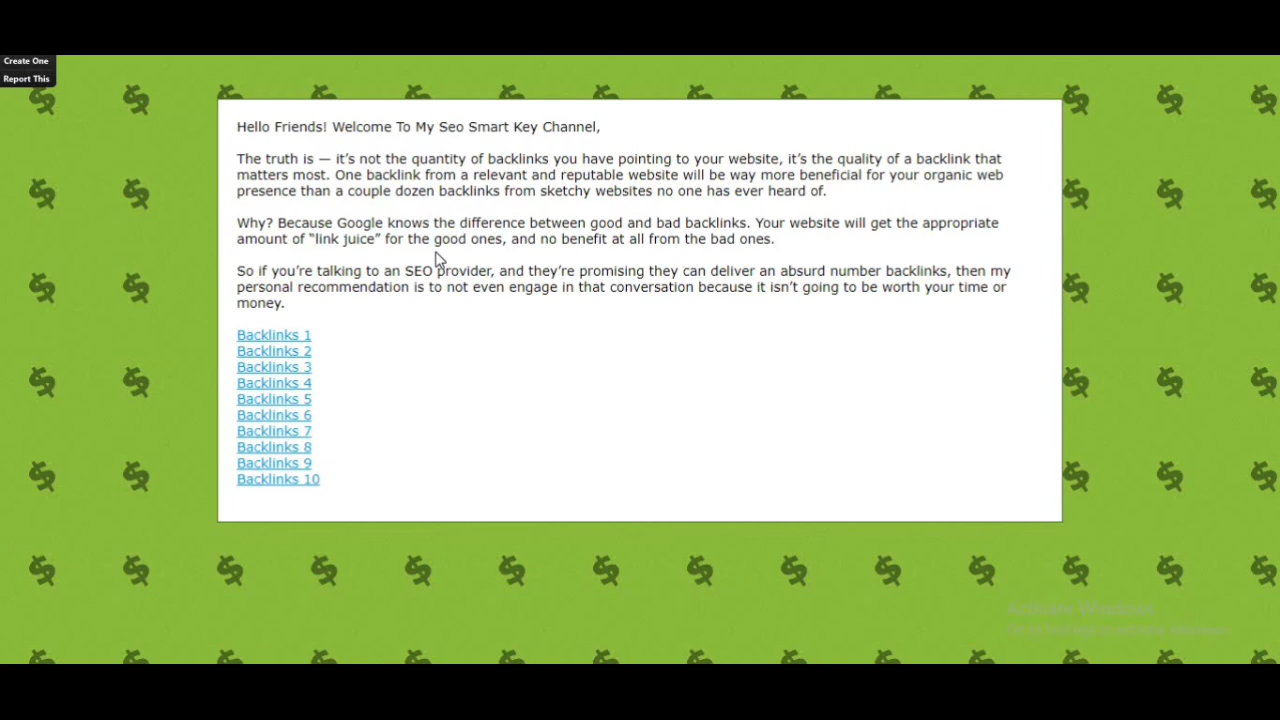 Create One
Report This
Hello Friends! Welcome To My Seo Smart Key Channel,
The truth is — it’s not the quantity of backlinks you have pointing to your website, it’s the quality of a backlink that
matters most. One backlink from a relevant and reputable website will be way more beneficial for your organic web
presence than a couple dozen backlinks from sketchy websites no one has ever heard of.
Why? Because Google knows the difference between good and bad backlinks. Your website will get the appropriate
amount of “link juice” for the good ones, and no benefit at all from the bad ones.
So if you’re talking to an SEO provider, and they’re promising they can deliver an absurd number backlinks, then my
personal recommendation is to not even engage in that conversation because it isn’t going to be worth your time or
money.
Backlinks 1
Backlinks 2
Backlinks 3
Backlinks 4
Backlinks 5
Backlinks 6
Backlinks 7
Backlinks 8
Backlinks 9
Backlinks 10
Activate Windows